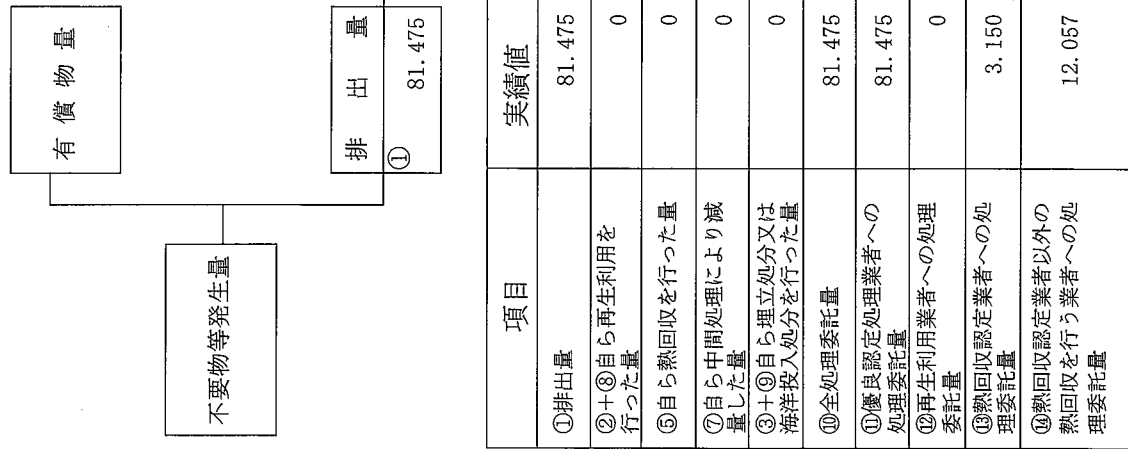 有償物量
不要物等発生量
排出量
① 81.475
項目 実績値
①排出量 81.475
②+⑧自ら再生利用を
行った量 0
⑤自ら熱回収を行った量 0
⑦自ら中間処理により減
量した量 0
③+⑨自ら埋立処分又は
海洋投入処分を行った量 0
⑩全処理委託量 81.475
⑪優良認定処理業者への
処理委託量 81.475
⑫再生利用業者への処理
委託量 0
⑬熱回収認定業者への処
理委託量 3.150
⑭熱回収認定業者以外の
熱回収を行う業者への処
理委託量 12.057